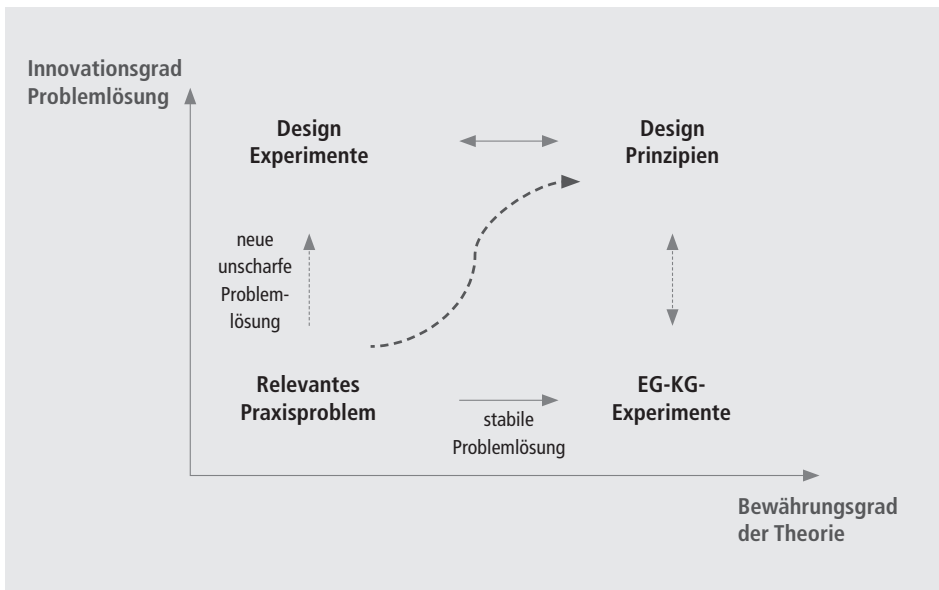 Innovationsgrad
Problemlösung
Design
Experimente
Design
Prinzipien
neue
unscharfe
Problem-
lösung
Relevantes
Praxisproblem
stabile
Problemlösung
EG-KG-
Experimente
Bewährungsgrad
der Theorie